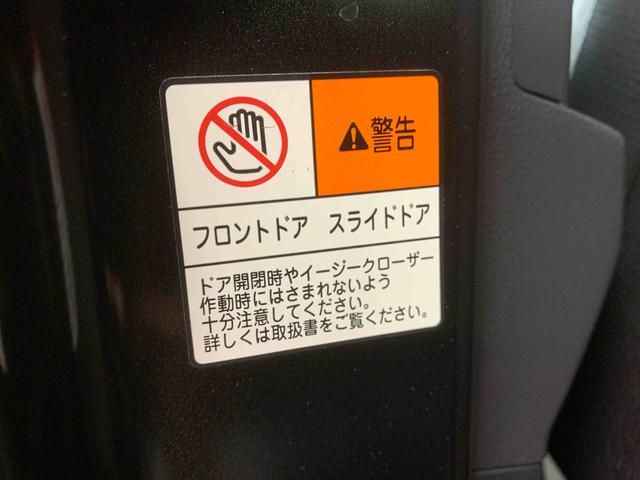 警告
フロントドア スライドドア
ドア開閉時やイージークローザー
作動時にはさまれないよう
十分注意してください。
詳しくは取扱書をご覧ください。